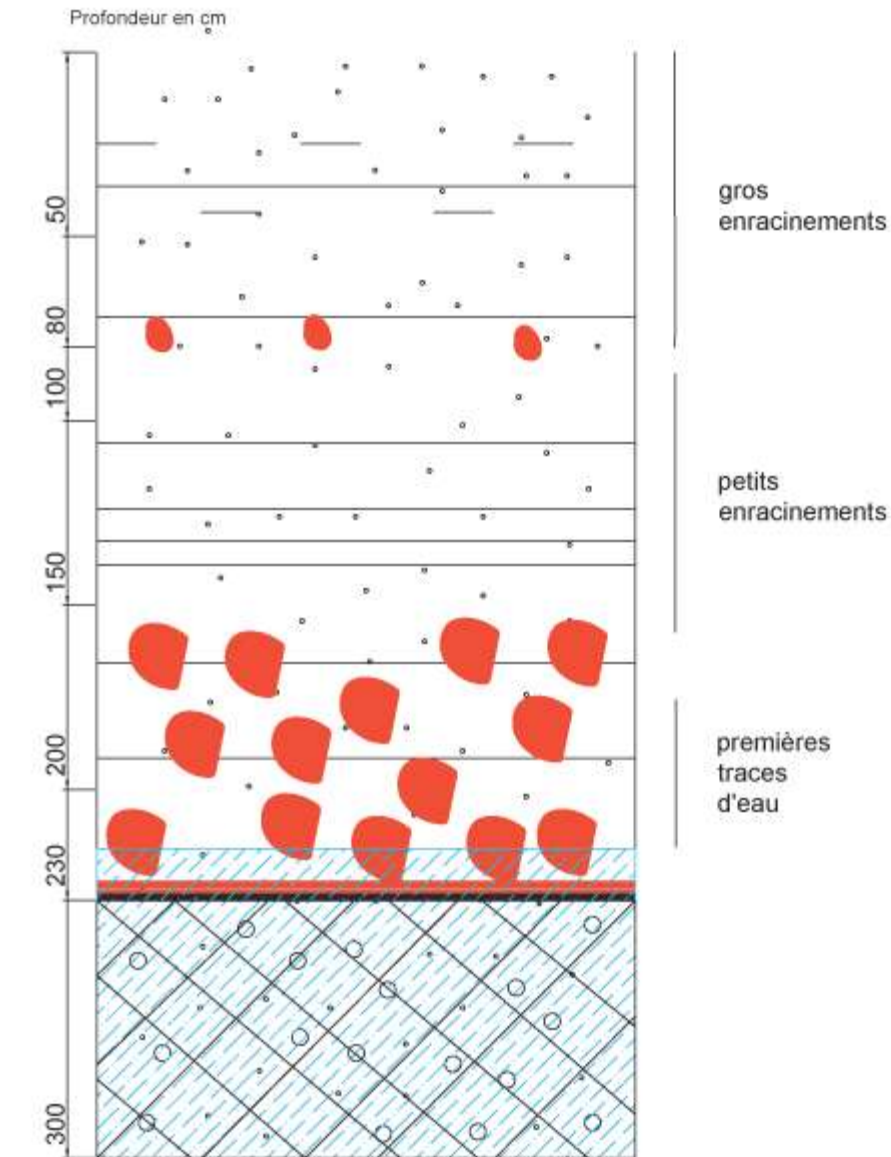 Profondeur en cm
50
80
100
150
200
230
300
gros
enracinements
petits
enracinements
premières
traces
d'eau